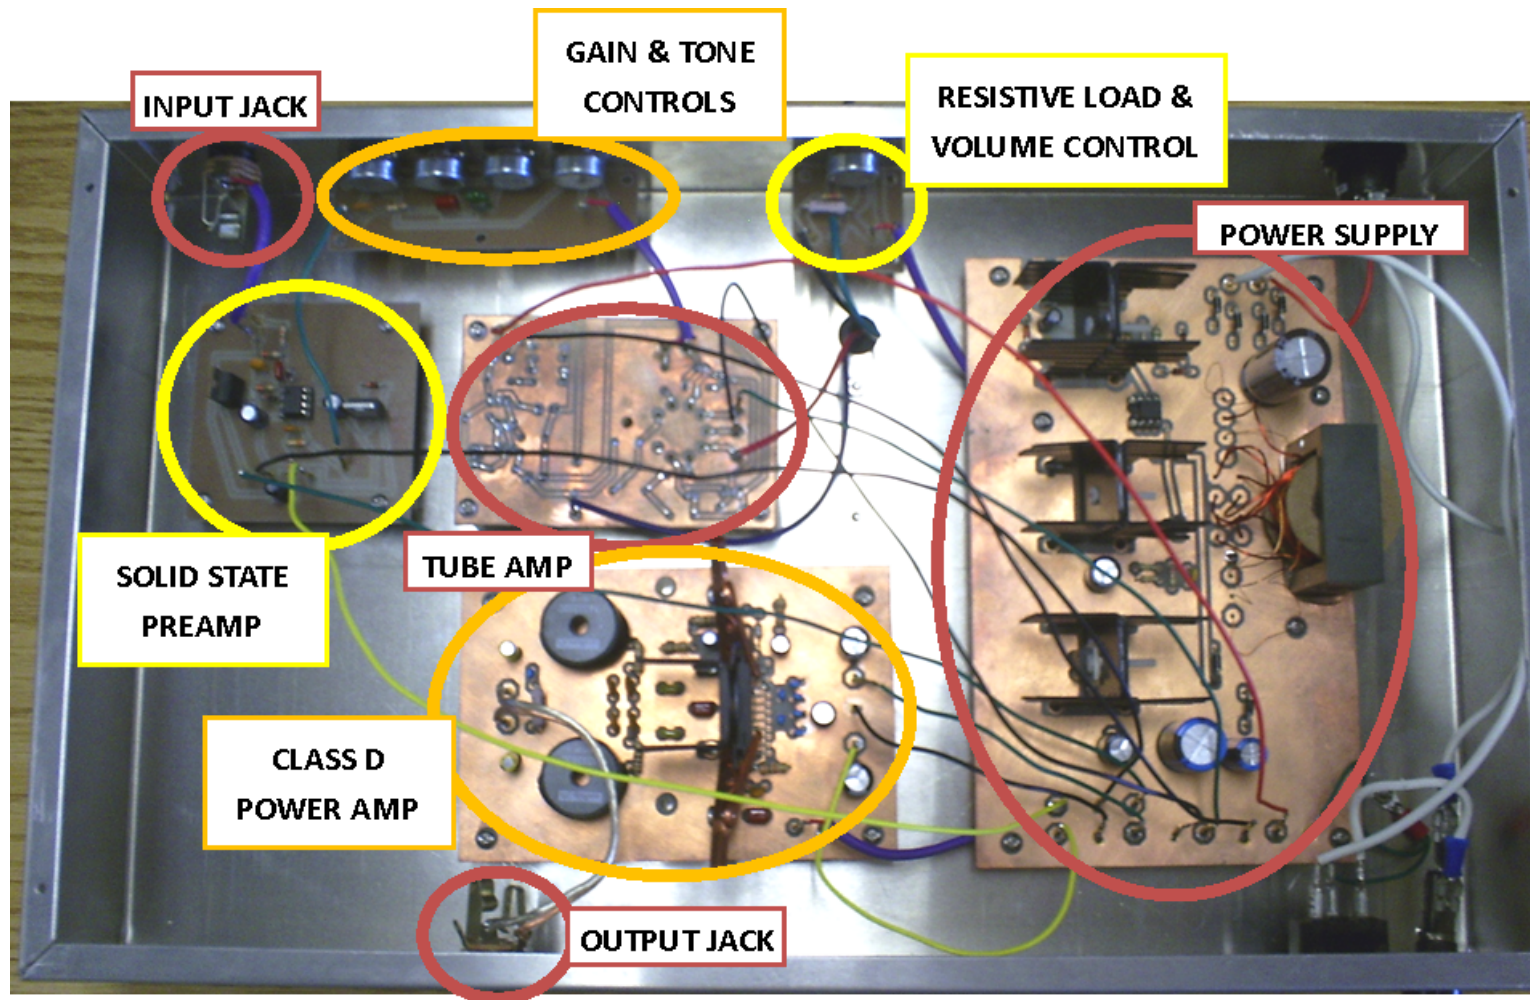 GAIN & TONE
CONTROLS
INPUT JACK
RESISTIVE LOAD &
VOLUME CONTROL
POWER SUPPLY
TUBE AMP
SOLID STATE
PREAMP
CLASS D
POWER AMP
OUTPUT JACK